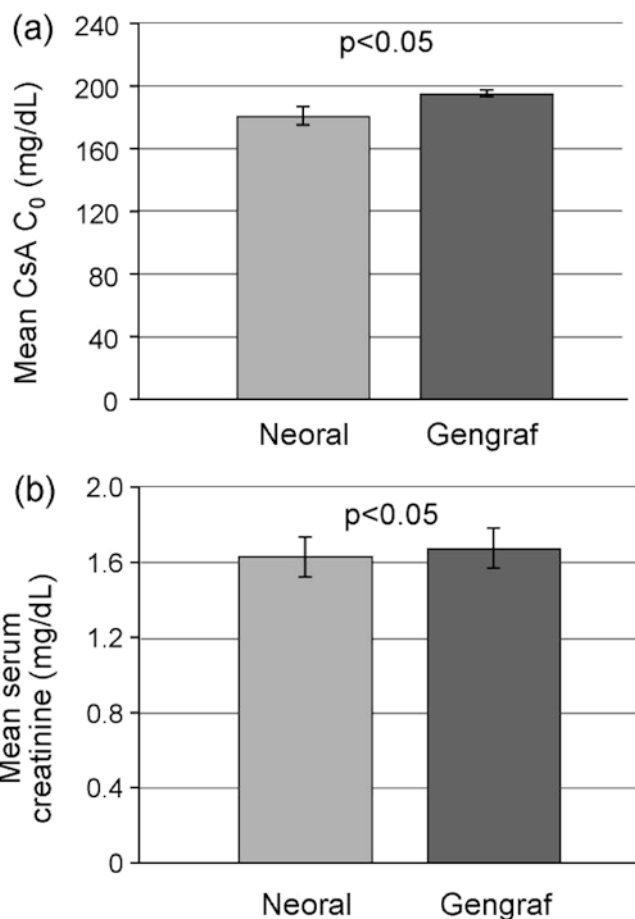 (a)
240
p<0.05
200
160
120
80
40
0
Mean CsA C₀ (mg/dL)
Neoral Gengraf
(b)
2.0
p<0.05
1.6
1.2
0.8
0.4
0
Mean serum
creatinine (mg/dL)
Neoral Gengraf